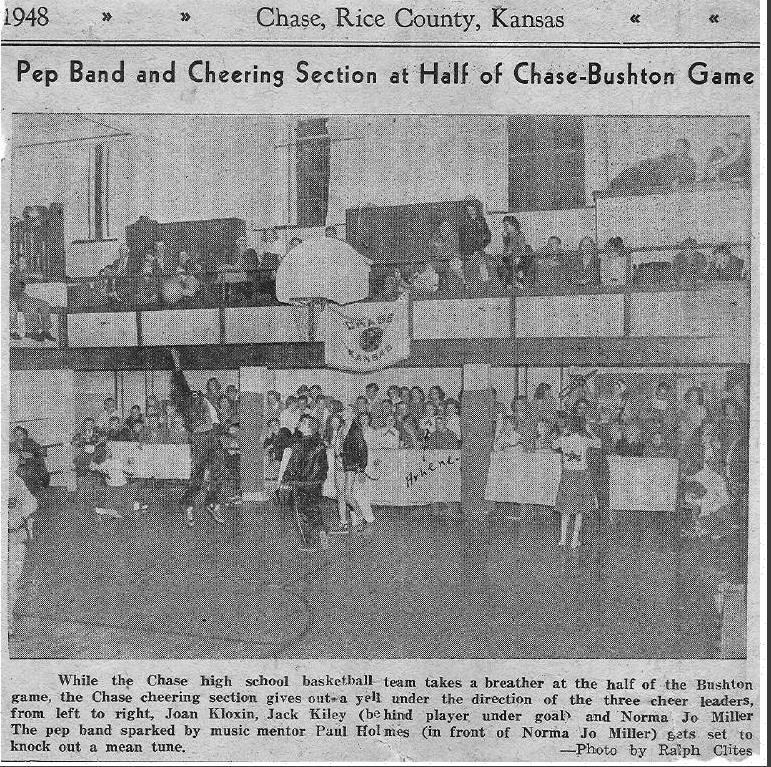 1948 » » Chase, Rice County, Kansas « «
Pep Band and Cheering Section at Half of Chase-Bushton Game
CHASE
KANSAS
While the Chase high school basketball team takes a breather at the half of the Bushton
game, the Chase cheering section gives out a yell under the direction of the three cheer leaders,
from left to right, Joan Kloxin, Jack Kiley (behind player under goal) and Norma Jo Miller
The pep band sparked by music mentor Paul Holmes (in front of Norma Jo Miller) gets set to
knock out a mean tune. —Photo by Ralph Clites